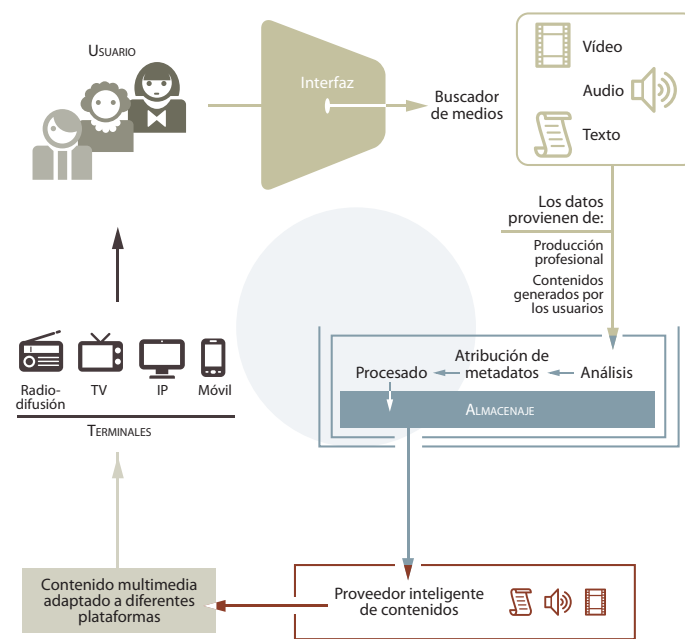 USUARIO
Interfaz
Buscador
de medios
Vídeo
Audio
Texto
Los datos
provienen de:
Producción
profesional
Contenidos
generados por
los usuarios
Procesado
Atribución de
metadatos
Análisis
ALMACENAJE
Radio-
difusión
TV
IP
Móvil
TERMINALES
Contenido multimedia
adaptado a diferentes
plataformas
Proveedor inteligente
de contenidos